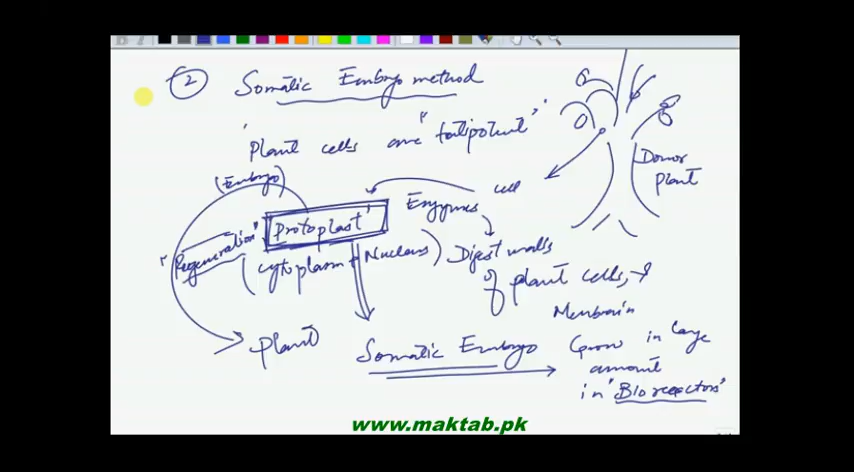 ② Somatic Embryo method
'Plant cells are "totipotent"'
Donor
plant
(Embryo)
cell
Enzymes
'Protoplast'
"Regeneration"
(cytoplasm + Nucleus)
Digest walls
of plant cells, →
Membrain
Plant
Somatic Embryo
Grow in large
amount
in "Bioreactors"
www.maktab.pk